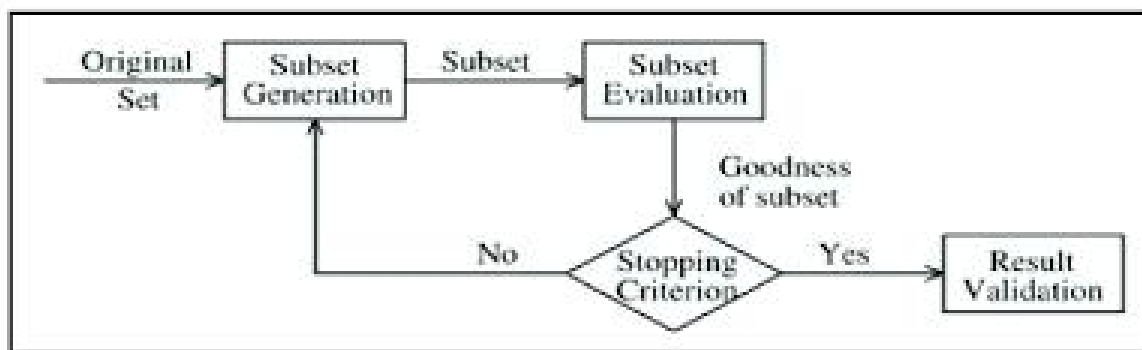 Original
Set
Subset
Generation
Subset
Subset
Evaluation
Goodness
of subset
No
Stopping
Criterion
Yes
Result
Validation